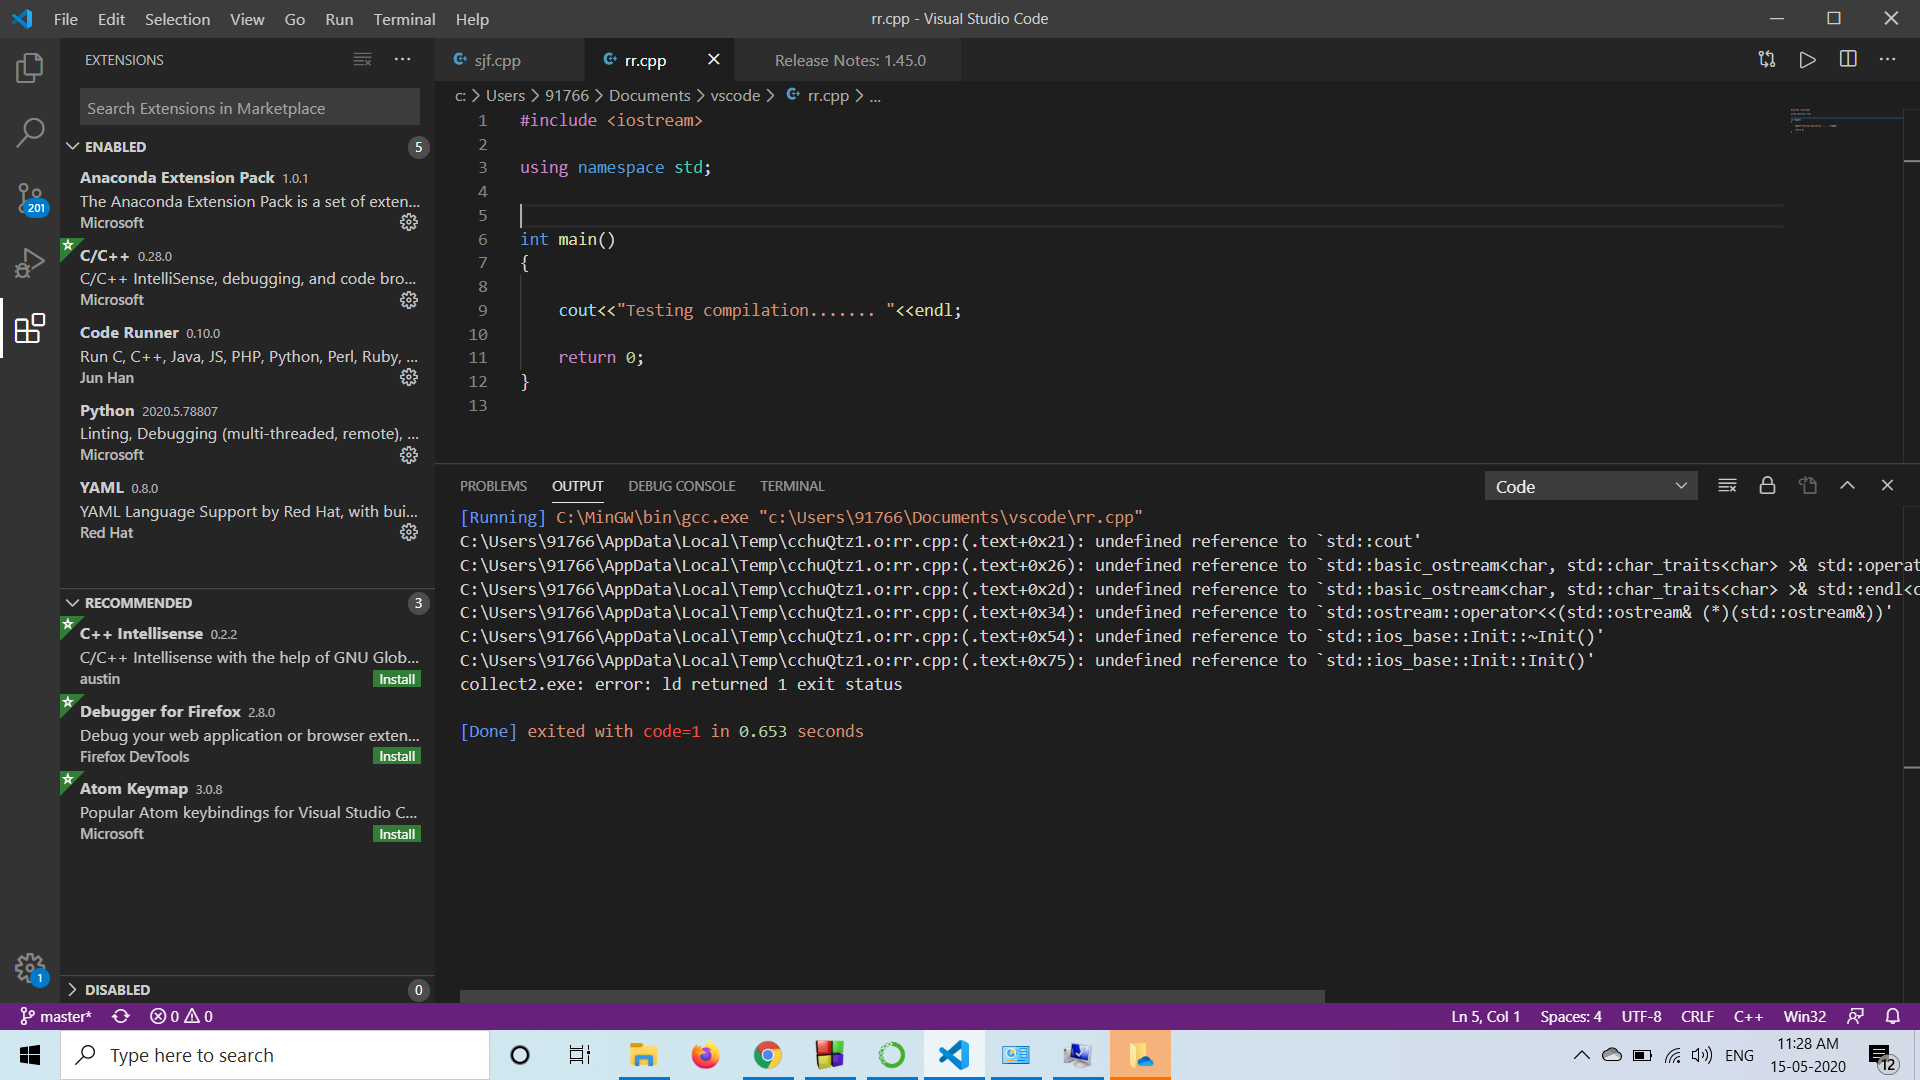 File Edit Selection View Go Run Terminal Help
rr.cpp - Visual Studio Code
EXTENSIONS
Search Extensions in Marketplace
ENABLED 5
Anaconda Extension Pack 1.0.1
The Anaconda Extension Pack is a set of exten...
Microsoft
C/C++ 0.28.0
C/C++ IntelliSense, debugging, and code bro...
Microsoft
Code Runner 0.10.0
Run C, C++, Java, JS, PHP, Python, Perl, Ruby, ...
Jun Han
Python 2020.5.78807
Linting, Debugging (multi-threaded, remote), ...
Microsoft
YAML 0.8.0
YAML Language Support by Red Hat, with bui...
Red Hat
RECOMMENDED 3
C++ Intellisense 0.2.2
C/C++ Intellisense with the help of GNU Glob...
austin Install
Debugger for Firefox 2.8.0
Debug your web application or browser exten...
Firefox DevTools Install
Atom Keymap 3.0.8
Popular Atom keybindings for Visual Studio C...
Microsoft Install
DISABLED 0
201
1
sjf.cpp rr.cpp Release Notes: 1.45.0
c: > Users > 91766 > Documents > vscode > rr.cpp > ...
1 #include <iostream>
2
3 using namespace std;
4
5
6 int main()
7 {
8
9 cout<<"Testing compilation....... "<<endl;
10
11 return 0;
12 }
13
PROBLEMS OUTPUT DEBUG CONSOLE TERMINAL Code
[Running] C:\MinGW\bin\gcc.exe "c:\Users\91766\Documents\vscode\rr.cpp"
C:\Users\91766\AppData\Local\Temp\cchuQtz1.o:rr.cpp:(.text+0x21): undefined reference to `std::cout'
C:\Users\91766\AppData\Local\Temp\cchuQtz1.o:rr.cpp:(.text+0x26): undefined reference to `std::basic_ostream<char, std::char_traits<char> >& std::operat
C:\Users\91766\AppData\Local\Temp\cchuQtz1.o:rr.cpp:(.text+0x2d): undefined reference to `std::basic_ostream<char, std::char_traits<char> >& std::endl<c
C:\Users\91766\AppData\Local\Temp\cchuQtz1.o:rr.cpp:(.text+0x34): undefined reference to `std::ostream::operator<<(std::ostream& (*)(std::ostream&))'
C:\Users\91766\AppData\Local\Temp\cchuQtz1.o:rr.cpp:(.text+0x54): undefined reference to `std::ios_base::Init::~Init()'
C:\Users\91766\AppData\Local\Temp\cchuQtz1.o:rr.cpp:(.text+0x75): undefined reference to `std::ios_base::Init::Init()'
collect2.exe: error: ld returned 1 exit status
[Done] exited with code=1 in 0.653 seconds
master* 0 0
Ln 5, Col 1 Spaces: 4 UTF-8 CRLF C++ Win32
Type here to search
ENG
11:28 AM
15-05-2020
12